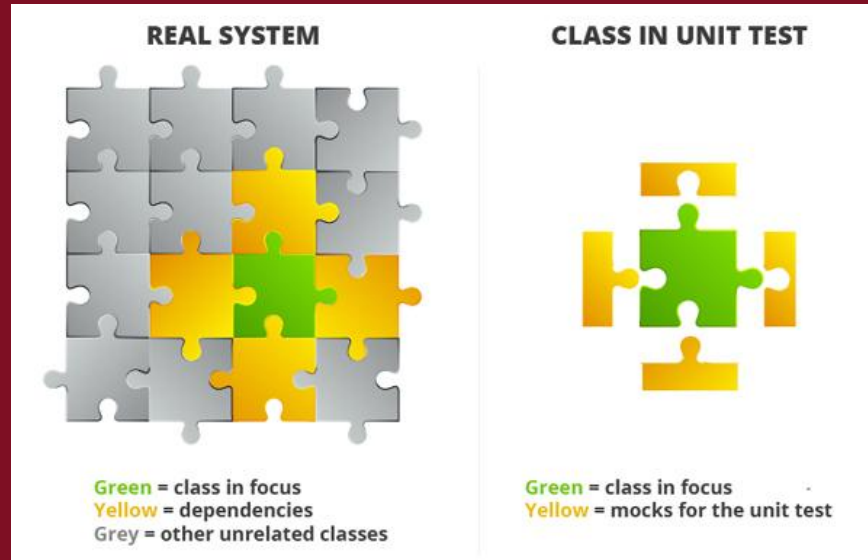 REAL SYSTEM
Green = class in focus
Yellow = dependencies
Grey = other unrelated classes
CLASS IN UNIT TEST
Green = class in focus
Yellow = mocks for the unit test